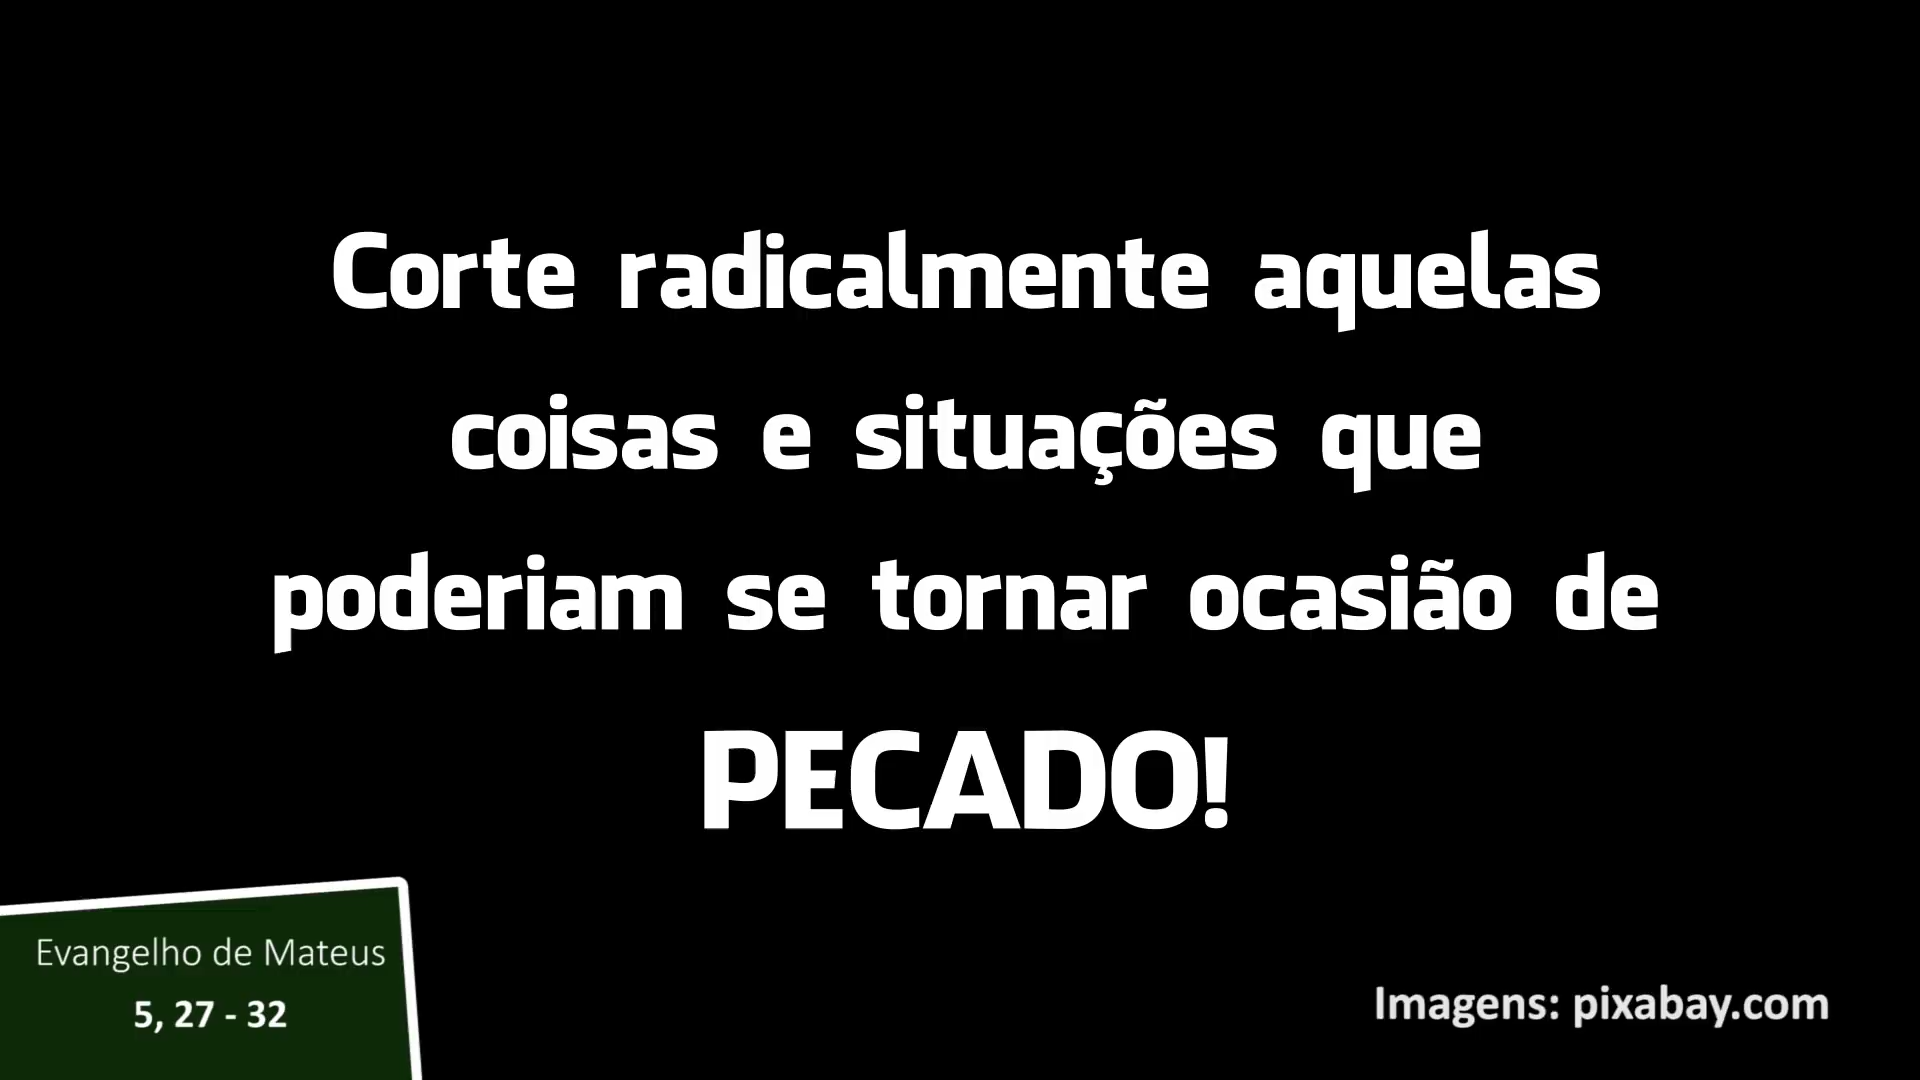 Corte radicalmente aquelas
coisas e situações que
poderiam se tornar ocasião de
PECADO!
Evangelho de Mateus
5, 27 - 32
Imagens: pixabay.com